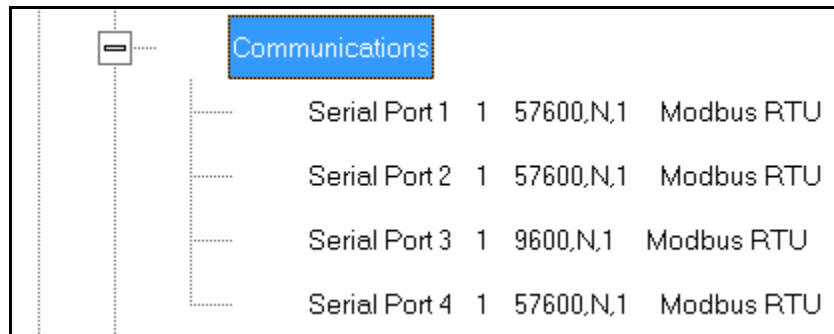 Communications
Serial Port 1 1 57600,N,1 Modbus RTU
Serial Port 2 1 57600,N,1 Modbus RTU
Serial Port 3 1 9600,N,1 Modbus RTU
Serial Port 4 1 57600,N,1 Modbus RTU